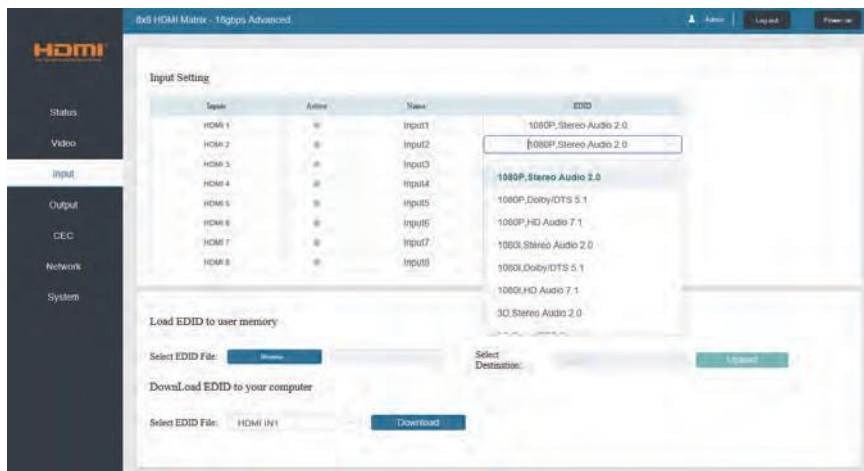 8x8 HDMI Matrix - 18gbps Advanced
Admin
Log out
Power on
HDMI
Status
Video
Input
Output
CEC
Network
System
Input Setting
Inputs Active Name EDID
HDMI 1 Input1 1080P,Stereo Audio 2.0
HDMI 2 Input2 1080P,Stereo Audio 2.0
HDMI 3 Input3
HDMI 4 Input4
HDMI 5 Input5
HDMI 6 Input6
HDMI 7 Input7
HDMI 8 Input8
1080P,Stereo Audio 2.0
1080P,Dolby/DTS 5.1
1080P,HD Audio 7.1
1080I,Stereo Audio 2.0
1080I,Dolby/DTS 5.1
1080I,HD Audio 7.1
3D,Stereo Audio 2.0
Load EDID to user memory
Select EDID File: Browse
Select
Destination:
Upload
DownLoad EDID to your computer
Select EDID File: HDMI IN1 Download